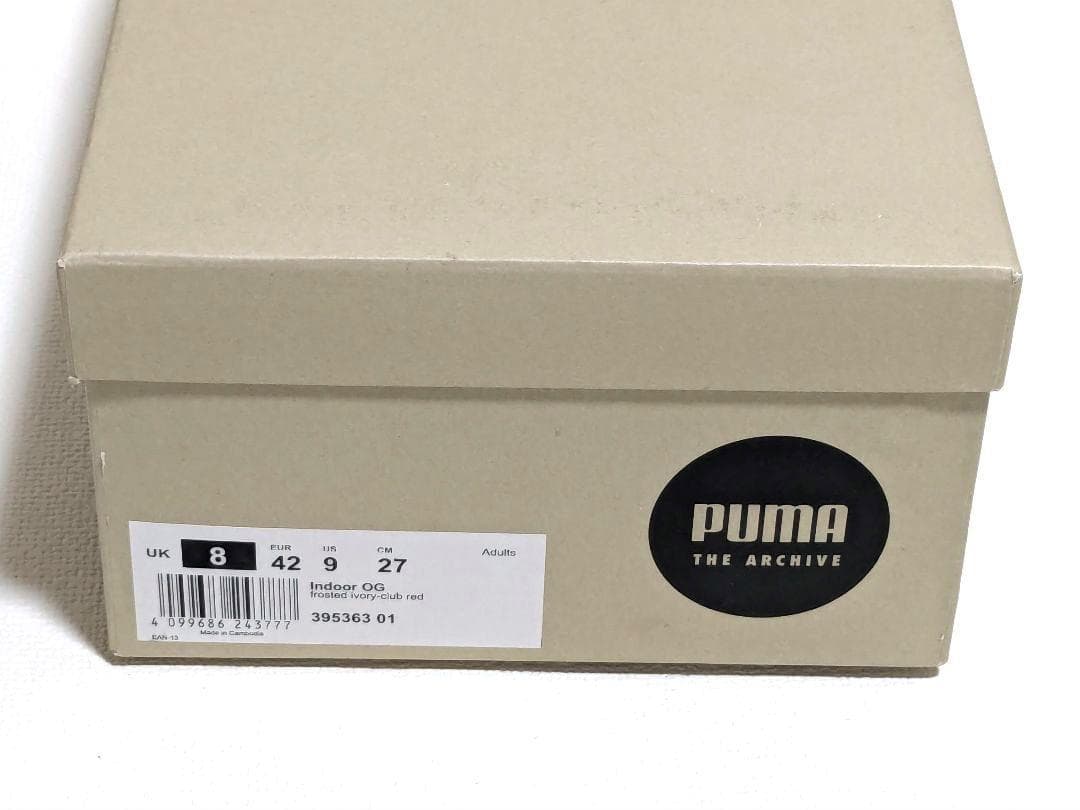 UK 8 EUR 42 US 9 CM 27 Adults
Indoor OG
frosted ivory-club red
395363 01
4 099686 243777
EAN-13 Made in Cambodia
PUMA
THE ARCHIVE